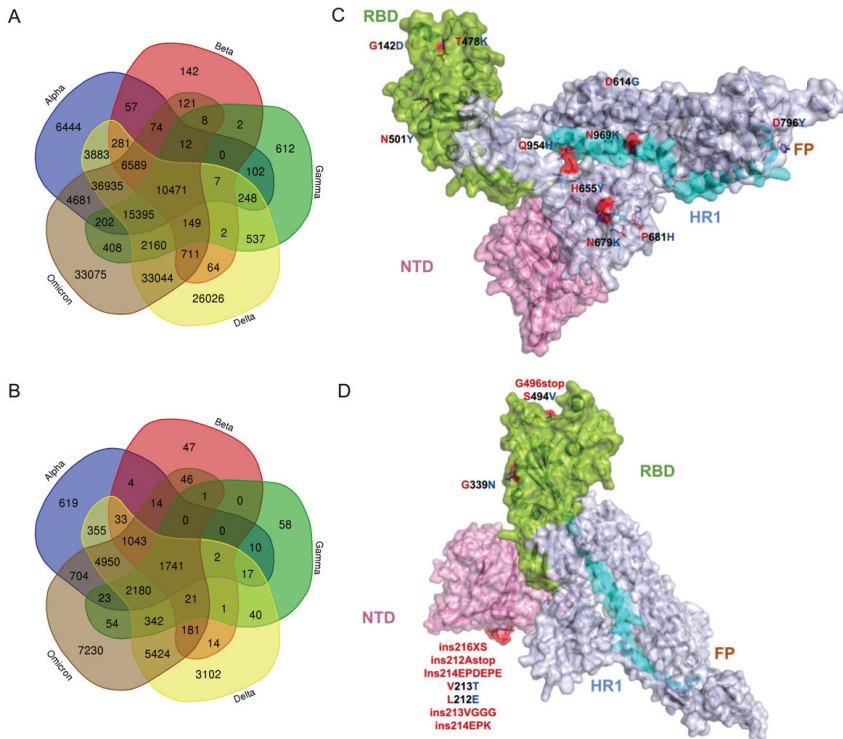 A
Beta
142
Alpha
6444
57
121
8
2
612
74
12
281
3883
6589
0
Gamma
102
36935
10471
7
248
4681
15395
149
202
2
537
408
2160
711
33075
33044
64
Omicron
26026
Delta
B
Beta
47
Alpha
619
4
46
1
0
58
14
0
33
355
1043
0
Gamma
10
4950
1741
2
17
704
2180
21
23
1
40
54
342
181
7230
5424
14
Omicron
3102
Delta
C
RBD
G142D
T478K
D614G
D796Y
N501Y
N969K
Q954H
FP
H655Y
HR1
N679K
P681H
NTD
D
G496stop
S494V
G339N
RBD
NTD
ins216XS
ins212Astop
Ins214EPDEPE
V213T
L212E
ins213VGGG
ins214EPK
FP
HR1